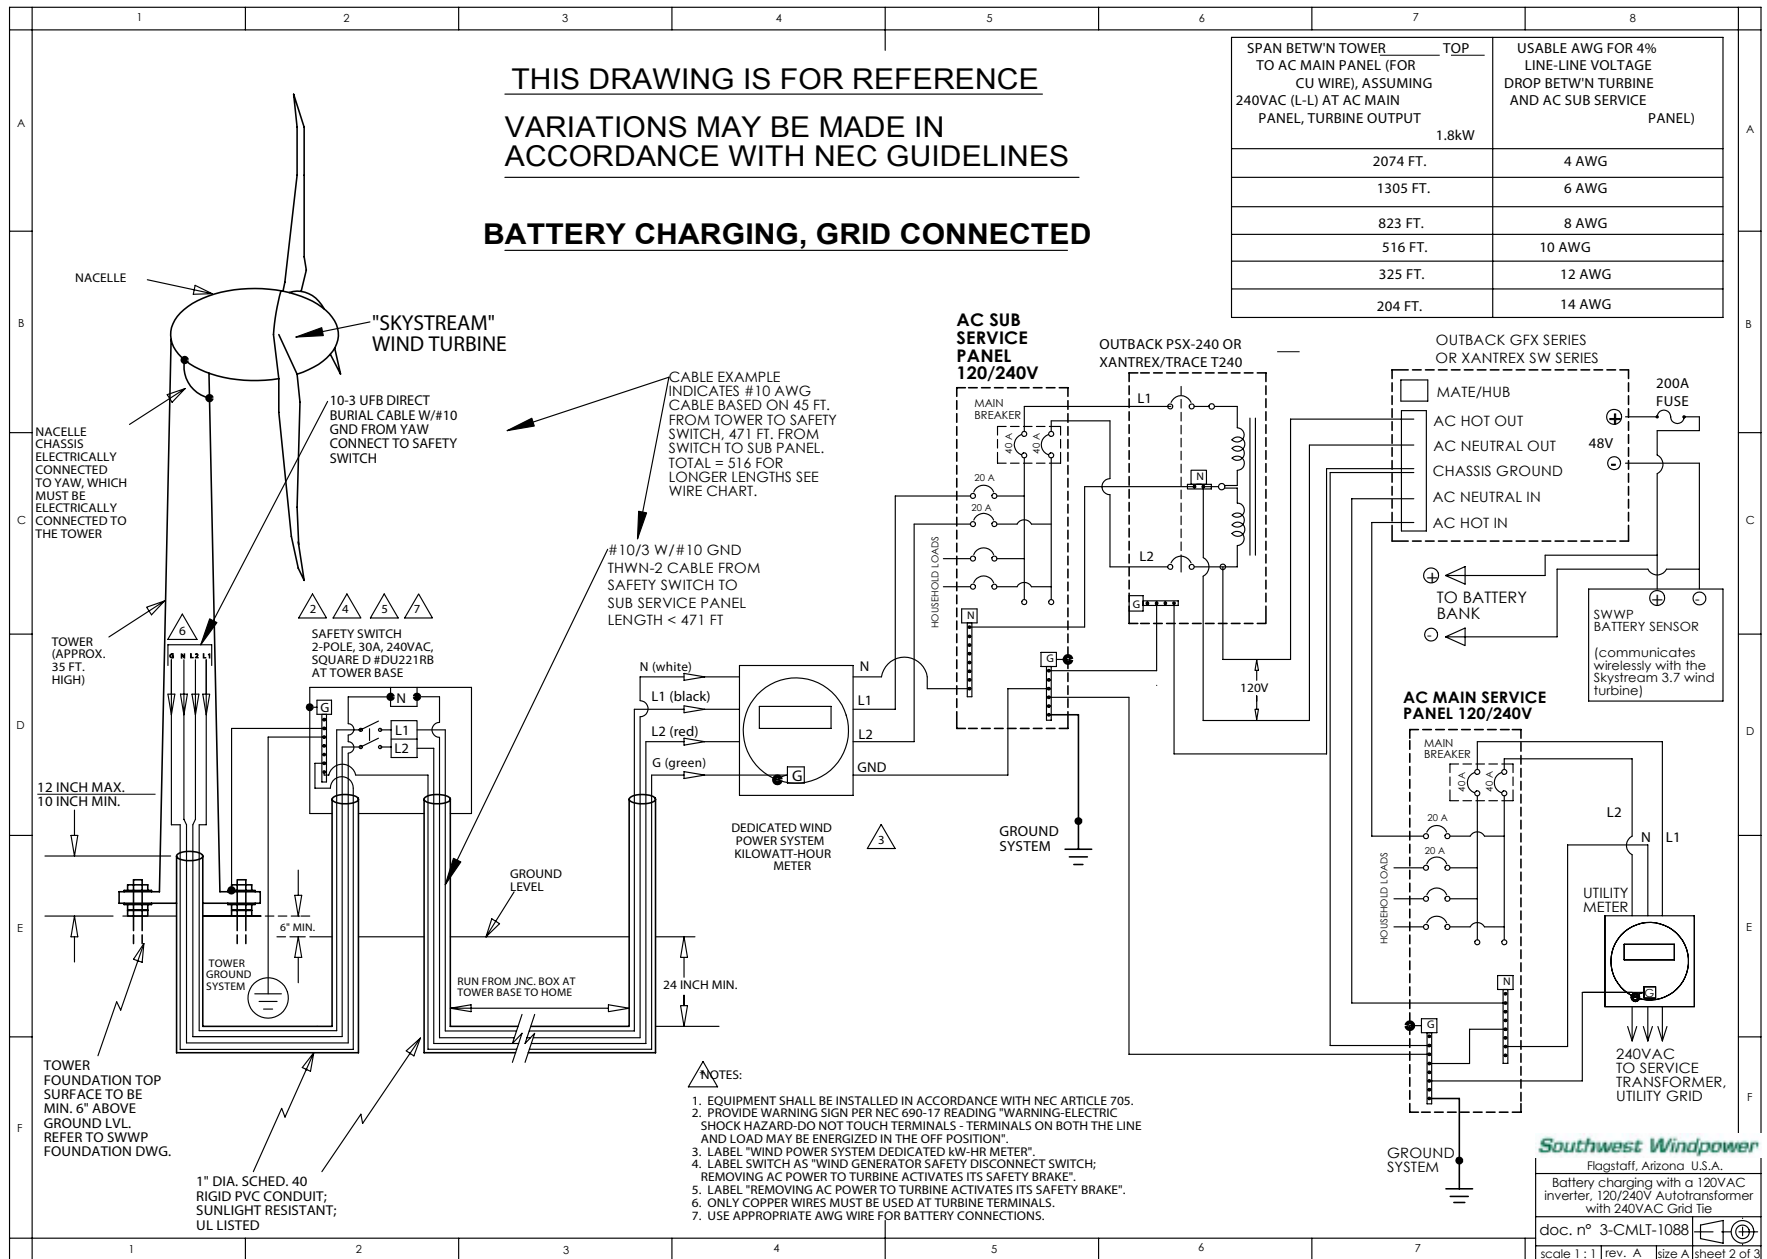 1 2 3 4 5 6 7 8
A
B
C
D
E
F
THIS DRAWING IS FOR REFERENCE
VARIATIONS MAY BE MADE IN
ACCORDANCE WITH NEC GUIDELINES
BATTERY CHARGING, GRID CONNECTED
SPAN BETW'N TOWER TOP
TO AC MAIN PANEL (FOR
CU WIRE), ASSUMING
240VAC (L-L) AT AC MAIN
PANEL, TURBINE OUTPUT
1.8kW
USABLE AWG FOR 4%
LINE-LINE VOLTAGE
DROP BETW'N TURBINE
AND AC SUB SERVICE
PANEL)
2074 FT. 4 AWG
1305 FT. 6 AWG
823 FT. 8 AWG
516 FT. 10 AWG
325 FT. 12 AWG
204 FT. 14 AWG
A
B
C
D
E
F
NACELLE
"SKYSTREAM"
WIND TURBINE
10-3 UFB DIRECT
BURIAL CABLE W/#10
GND FROM YAW
CONNECT TO SAFETY
SWITCH
NACELLE
CHASSIS
ELECTRICALLY
CONNECTED
TO YAW, WHICH
MUST BE
ELECTRICALLY
CONNECTED TO
THE TOWER
CABLE EXAMPLE
INDICATES #10 AWG
CABLE BASED ON 45 FT.
FROM TOWER TO SAFETY
SWITCH, 471 FT. FROM
SWITCH TO SUB PANEL.
TOTAL = 516 FOR
LONGER LENGTHS SEE
WIRE CHART.
#10/3 W/#10 GND
THWN-2 CABLE FROM
SAFETY SWITCH TO
SUB SERVICE PANEL
LENGTH < 471 FT
TOWER
(APPROX.
35 FT.
HIGH)
6
G N L2 L1
2 4 5 7
SAFETY SWITCH
2-POLE, 30A, 240VAC,
SQUARE D #DU221RB
AT TOWER BASE
N
G
L1
L2
12 INCH MAX.
10 INCH MIN.
6" MIN.
TOWER
GROUND
SYSTEM
GROUND
LEVEL
RUN FROM JNC. BOX AT
TOWER BASE TO HOME
24 INCH MIN.
TOWER
FOUNDATION TOP
SURFACE TO BE
MIN. 6" ABOVE
GROUND LVL.
REFER TO SWWP
FOUNDATION DWG.
1" DIA. SCHED. 40
RIGID PVC CONDUIT;
SUNLIGHT RESISTANT;
UL LISTED
N (white)
L1 (black)
L2 (red)
G (green)
G
N
L1
L2
GND
DEDICATED WIND
POWER SYSTEM
KILOWATT-HOUR
METER
3
AC SUB
SERVICE
PANEL
120/240V
MAIN
BREAKER
40 A 40 A
20 A
20 A
HOUSEHOLD LOADS
N
G
GROUND
SYSTEM
OUTBACK PSX-240 OR
XANTREX/TRACE T240
L1
N
L2
G
120V
OUTBACK GFX SERIES
OR XANTREX SW SERIES
MATE/HUB
AC HOT OUT
AC NEUTRAL OUT
CHASSIS GROUND
AC NEUTRAL IN
AC HOT IN
+
48V
-
200A
FUSE
+
TO BATTERY
BANK
-
+ -
SWWP
BATTERY SENSOR
(communicates
wirelessly with the
Skystream 3.7 wind
turbine)
AC MAIN SERVICE
PANEL 120/240V
MAIN
BREAKER
40 A 40 A
20 A
20 A
HOUSEHOLD LOADS
N
G
L2
N L1
UTILITY
METER
G
240VAC
TO SERVICE
TRANSFORMER,
UTILITY GRID
GROUND
SYSTEM
NOTES:
1. EQUIPMENT SHALL BE INSTALLED IN ACCORDANCE WITH NEC ARTICLE 705.
2. PROVIDE WARNING SIGN PER NEC 690-17 READING "WARNING-ELECTRIC
SHOCK HAZARD-DO NOT TOUCH TERMINALS - TERMINALS ON BOTH THE LINE
AND LOAD MAY BE ENERGIZED IN THE OFF POSITION".
3. LABEL "WIND POWER SYSTEM DEDICATED kW-HR METER".
4. LABEL SWITCH AS "WIND GENERATOR SAFETY DISCONNECT SWITCH;
REMOVING AC POWER TO TURBINE ACTIVATES ITS SAFETY BRAKE".
5. LABEL "REMOVING AC POWER TO TURBINE ACTIVATES ITS SAFETY BRAKE".
6. ONLY COPPER WIRES MUST BE USED AT TURBINE TERMINALS.
7. USE APPROPRIATE AWG WIRE FOR BATTERY CONNECTIONS.
Southwest Windpower
Flagstaff, Arizona U.S.A.
Battery charging with a 120VAC
inverter, 120/240V Autotransformer
with 240VAC Grid Tie
doc. nº 3-CMLT-1088
scale 1 : 1 rev. A size A sheet 2 of 3
1 2 3 4 5 6 7